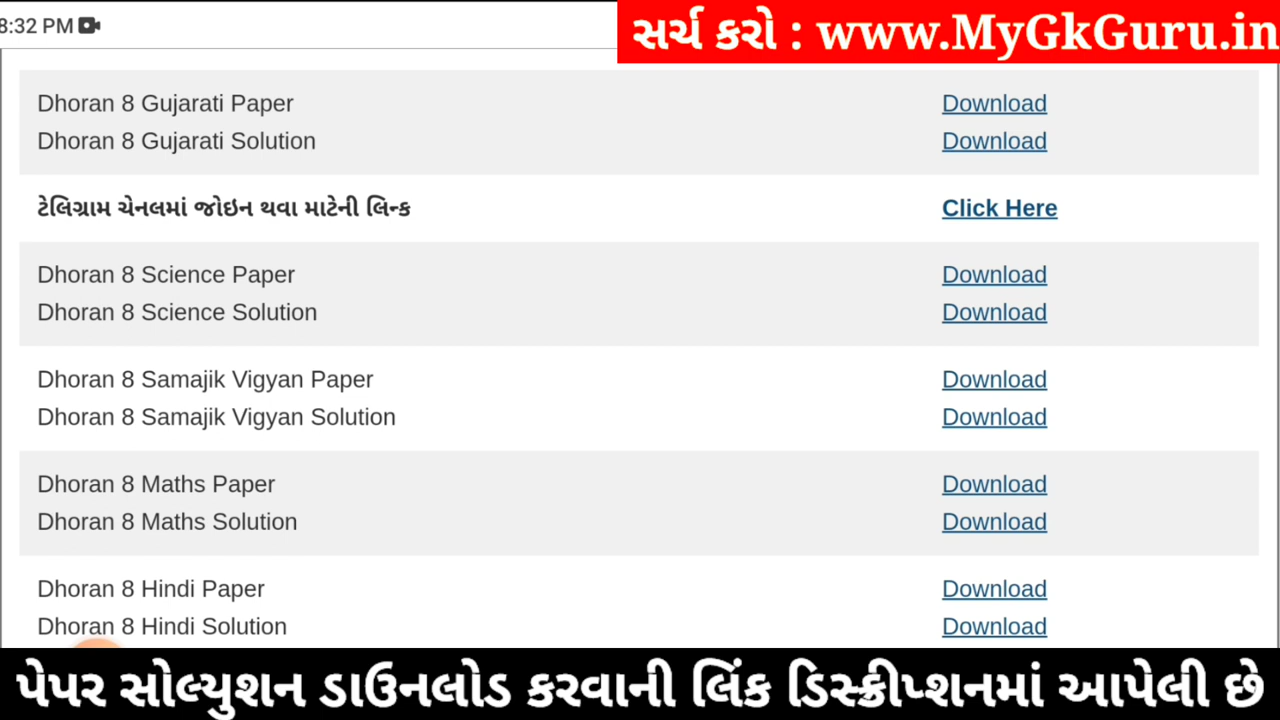 8:32 PM
સર્ચ કરો : www.MyGkGuru.in
Dhoran 8 Gujarati Paper Download
Dhoran 8 Gujarati Solution Download
ટેલિગ્રામ ચેનલમાં જોઇન થવા માટેની લિન્ક Click Here
Dhoran 8 Science Paper Download
Dhoran 8 Science Solution Download
Dhoran 8 Samajik Vigyan Paper Download
Dhoran 8 Samajik Vigyan Solution Download
Dhoran 8 Maths Paper Download
Dhoran 8 Maths Solution Download
Dhoran 8 Hindi Paper Download
Dhoran 8 Hindi Solution Download
પેપર સોલ્યુશન ડાઉનલોડ કરવાની લિંક ડિસ્ક્રીપ્શનમાં આપેલી છે